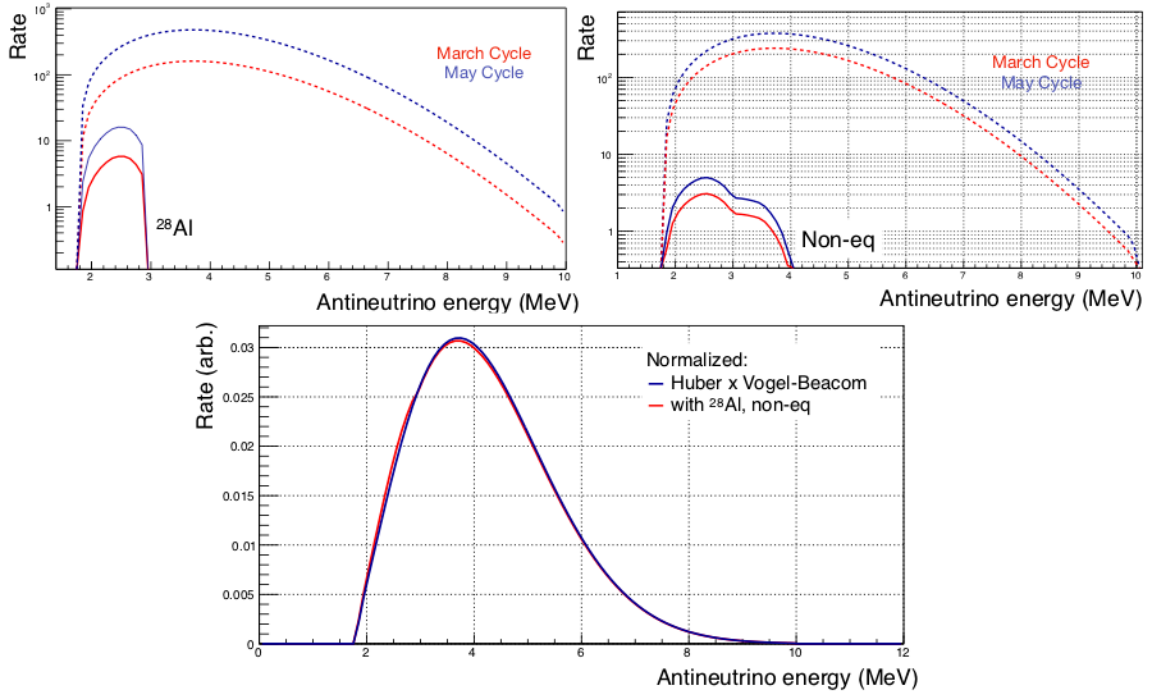 Rate
10³
10²
10
1
March Cycle
May Cycle
²⁸Al
2 3 4 5 6 7 8 9 10
Antineutrino energy (MeV)
Rate
10²
10
1
March Cycle
May Cycle
Non-eq
1 2 3 4 5 6 7 8 9 10
Antineutrino energy (MeV)
Rate (arb.)
0.03
0.025
0.02
0.015
0.01
0.005
0
Normalized:
Huber x Vogel-Beacom
with ²⁸Al, non-eq
0 2 4 6 8 10 12
Antineutrino energy (MeV)